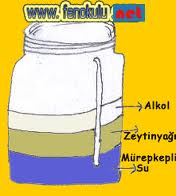 www.fenokulu.net
Alkol
Zeytinyağı
Mürepkepli
Su